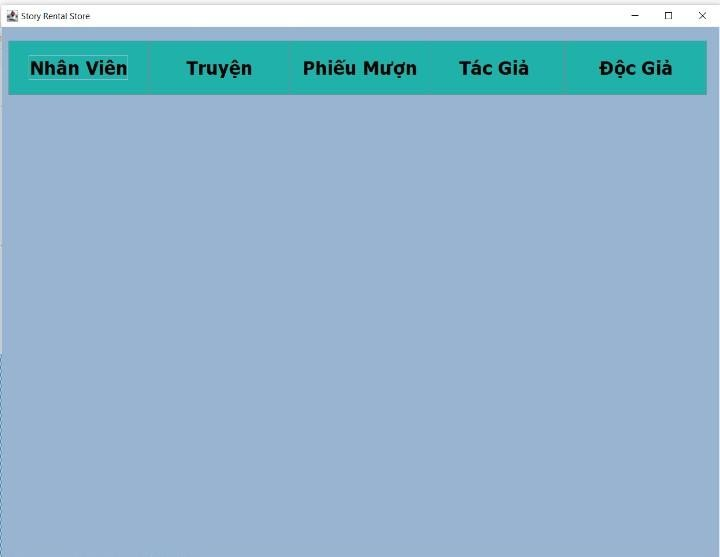 Story Rental Store
Nhân Viên Truyện Phiếu Mượn Tác Giả Độc Giả